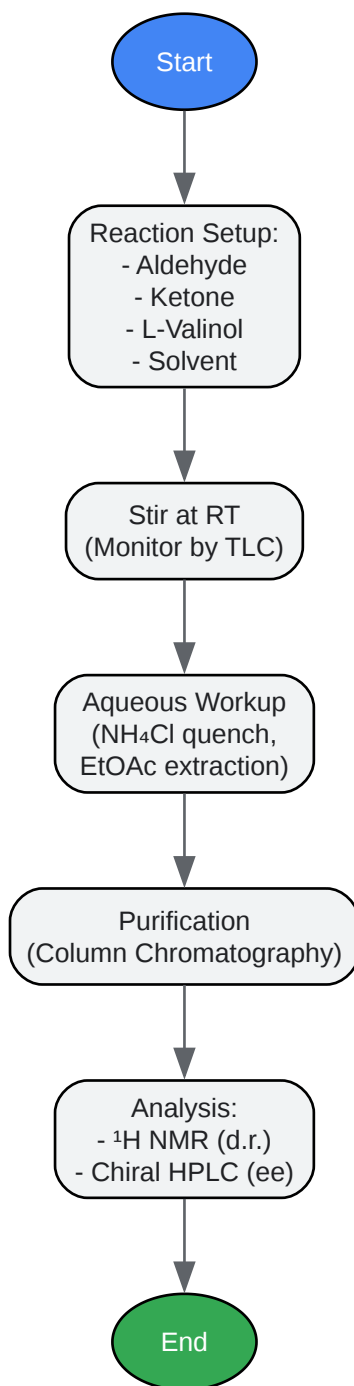 Start
Reaction Setup:
- Aldehyde
- Ketone
- L-Valinol
- Solvent
Stir at RT
(Monitor by TLC)
Aqueous Workup
(NH₄Cl quench,
EtOAc extraction)
Purification
(Column Chromatography)
Analysis:
- ¹H NMR (d.r.)
- Chiral HPLC (ee)
End